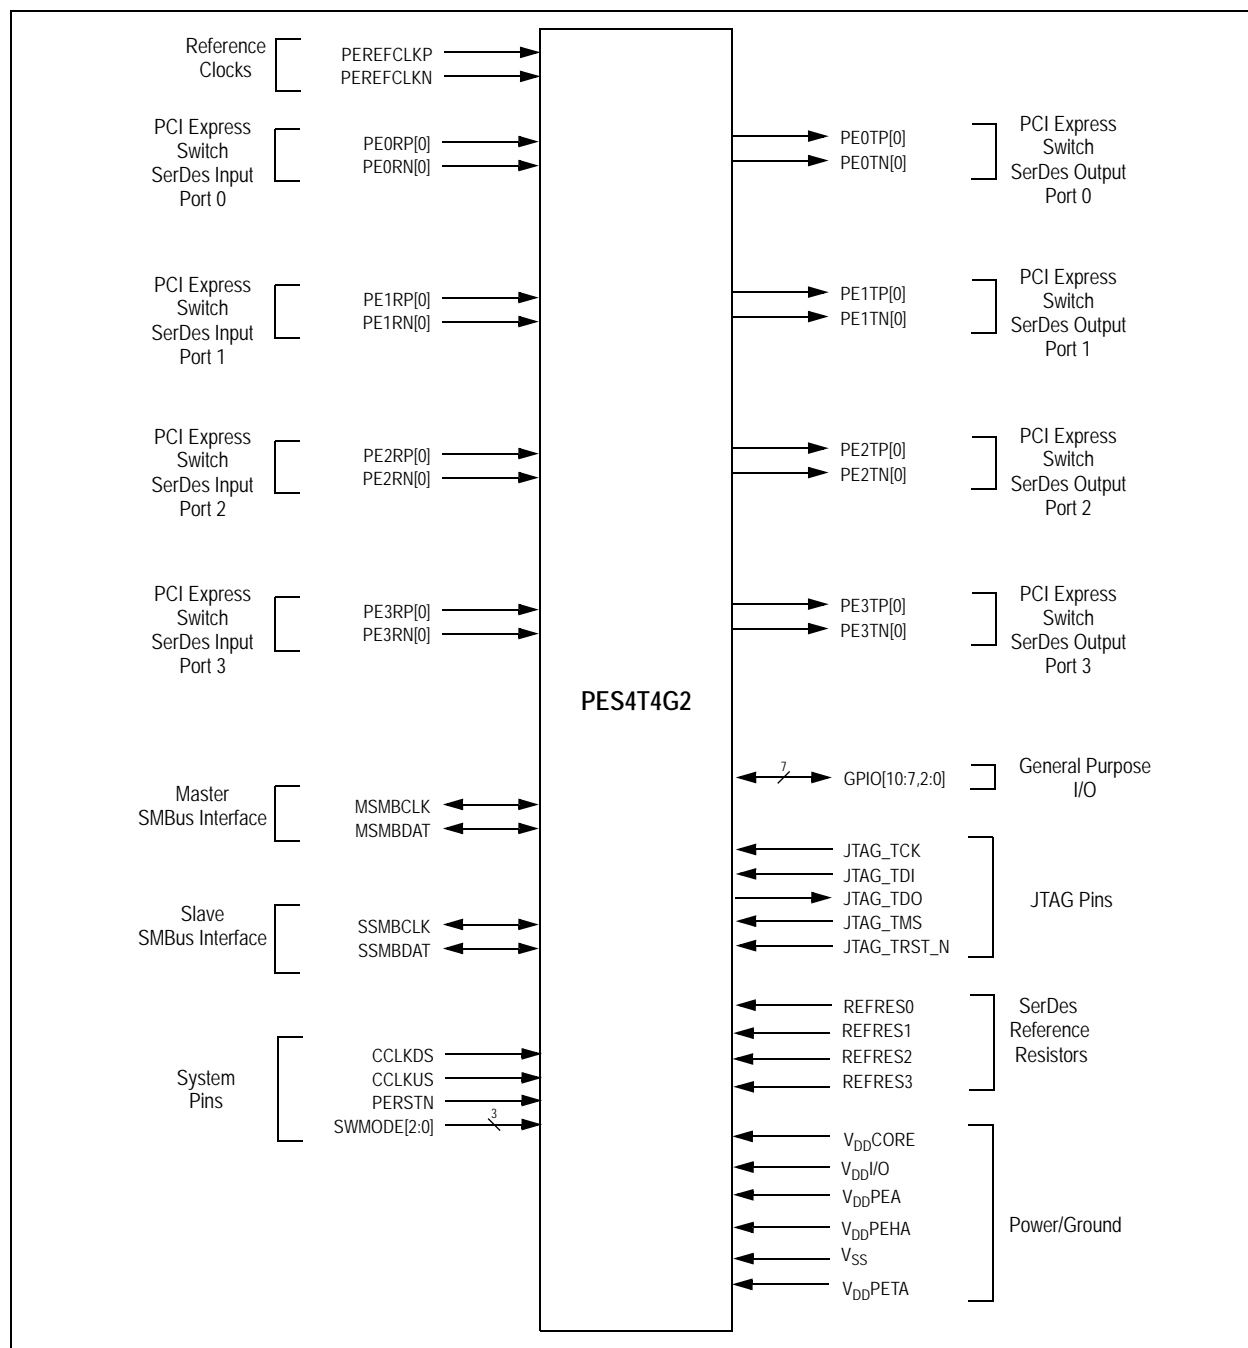 Reference
Clocks
PEREFCLKP
PEREFCLKN
PCI Express
Switch
SerDes Input
Port 0
PE0RP[0]
PE0RN[0]
PE0TP[0]
PE0TN[0]
PCI Express
Switch
SerDes Output
Port 0
PCI Express
Switch
SerDes Input
Port 1
PE1RP[0]
PE1RN[0]
PE1TP[0]
PE1TN[0]
PCI Express
Switch
SerDes Output
Port 1
PCI Express
Switch
SerDes Input
Port 2
PE2RP[0]
PE2RN[0]
PE2TP[0]
PE2TN[0]
PCI Express
Switch
SerDes Output
Port 2
PCI Express
Switch
SerDes Input
Port 3
PE3RP[0]
PE3RN[0]
PE3TP[0]
PE3TN[0]
PCI Express
Switch
SerDes Output
Port 3
PES4T4G2
Master
SMBus Interface
MSMBCLK
MSMBDAT
7
GPIO[10:7,2:0]
General Purpose
I/O
Slave
SMBus Interface
SSMBCLK
SSMBDAT
JTAG_TCK
JTAG_TDI
JTAG_TDO
JTAG_TMS
JTAG_TRST_N
JTAG Pins
System
Pins
CCLKDS
CCLKUS
PERSTN
SWMODE[2:0]
3
REFRES0
REFRES1
REFRES2
REFRES3
SerDes
Reference
Resistors
VDDCORE
VDDI/O
VDDPEA
VDDPEHA
VSS
VDDPETA
Power/Ground